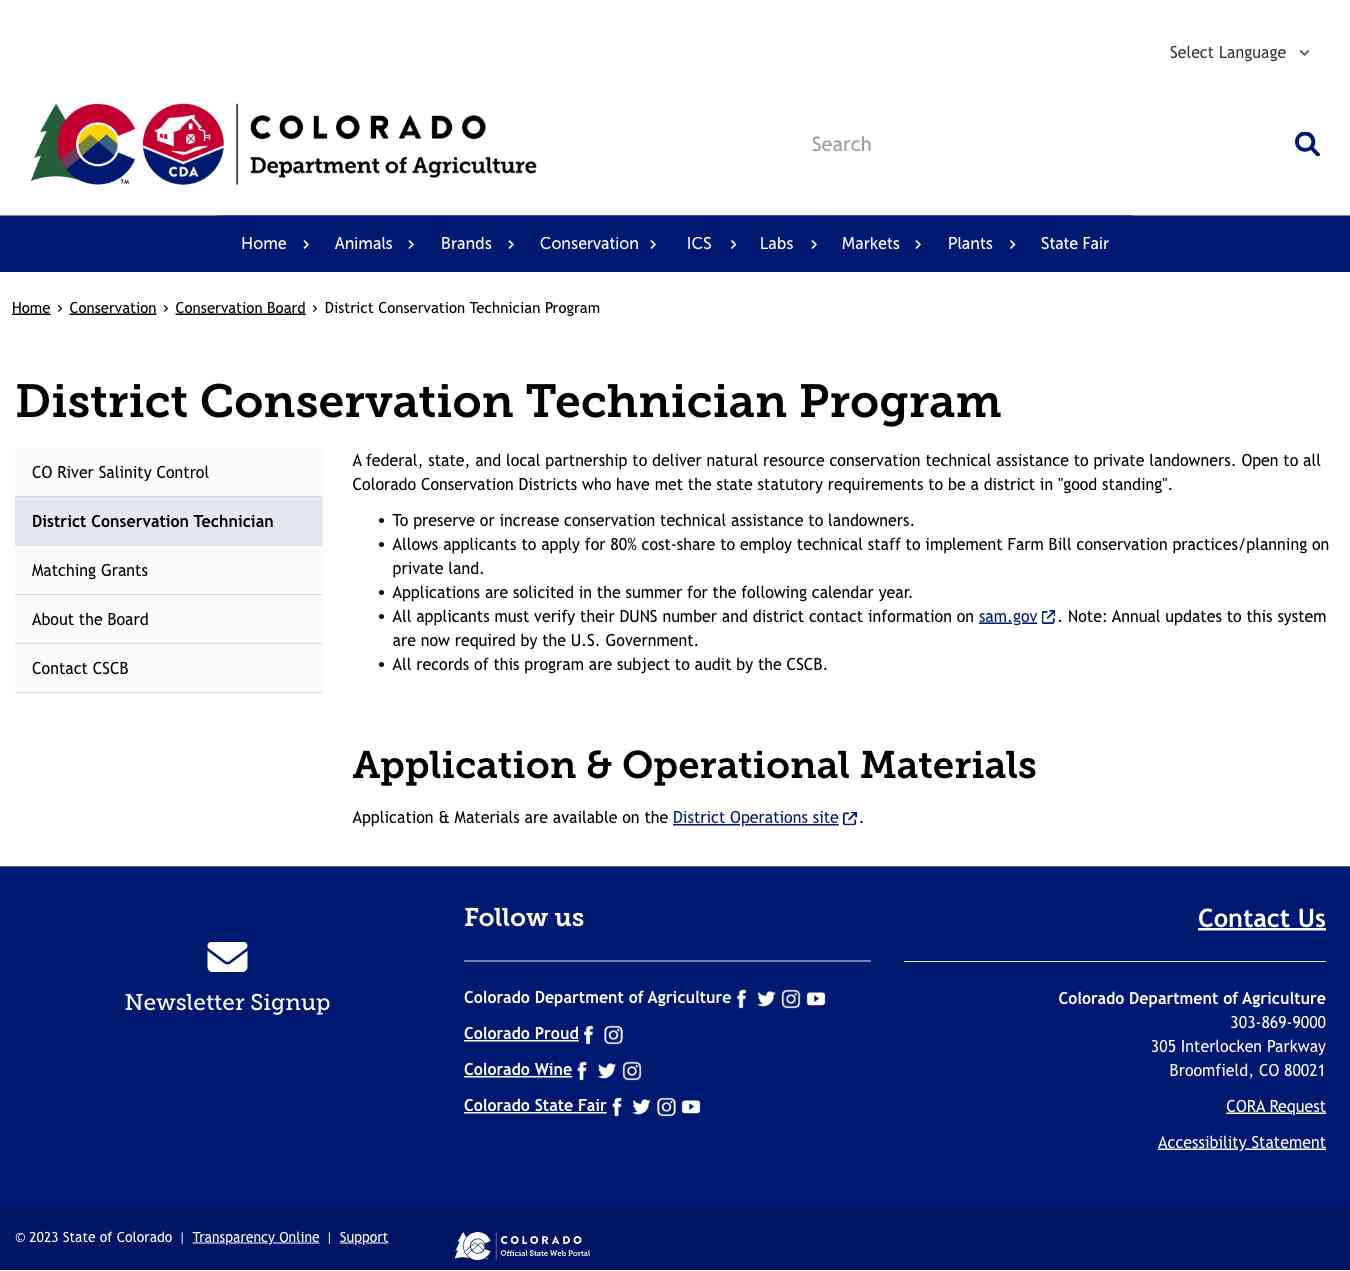 Select Language
COLORADO
Department of Agriculture
CDA
TM
Search
Home Animals Brands Conservation ICS Labs Markets Plants State Fair
Home › Conservation › Conservation Board › District Conservation Technician Program
District Conservation Technician Program
CO River Salinity Control
District Conservation Technician
Matching Grants
About the Board
Contact CSCB
A federal, state, and local partnership to deliver natural resource conservation technical assistance to private landowners. Open to all
Colorado Conservation Districts who have met the state statutory requirements to be a district in "good standing".
• To preserve or increase conservation technical assistance to landowners.
• Allows applicants to apply for 80% cost-share to employ technical staff to implement Farm Bill conservation practices/planning on
private land.
• Applications are solicited in the summer for the following calendar year.
• All applicants must verify their DUNS number and district contact information on sam.gov . Note: Annual updates to this system
are now required by the U.S. Government.
• All records of this program are subject to audit by the CSCB.
Application & Operational Materials
Application & Materials are available on the District Operations site .
Newsletter Signup
Follow us
Colorado Department of Agriculture
Colorado Proud
Colorado Wine
Colorado State Fair
Contact Us
Colorado Department of Agriculture
303-869-9000
305 Interlocken Parkway
Broomfield, CO 80021
CORA Request
Accessibility Statement
© 2023 State of Colorado | Transparency Online | Support
COLORADO
Official State Web Portal